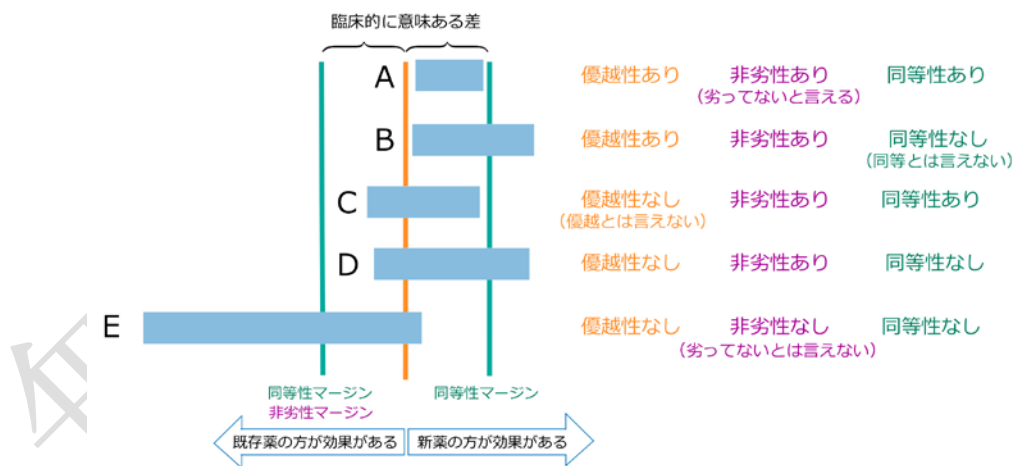 臨床的に意味ある差
A 優越性あり 非劣性あり 同等性あり
(劣ってないと言える)
B 優越性あり 非劣性あり 同等性なし
(同等とは言えない)
C 優越性なし 非劣性あり 同等性あり
(優越とは言えない)
D 優越性なし 非劣性あり 同等性なし
E 優越性なし 非劣性なし 同等性なし
(劣ってないとは言えない)
同等性マージン 同等性マージン
非劣性マージン
既存薬の方が効果がある 新薬の方が効果がある